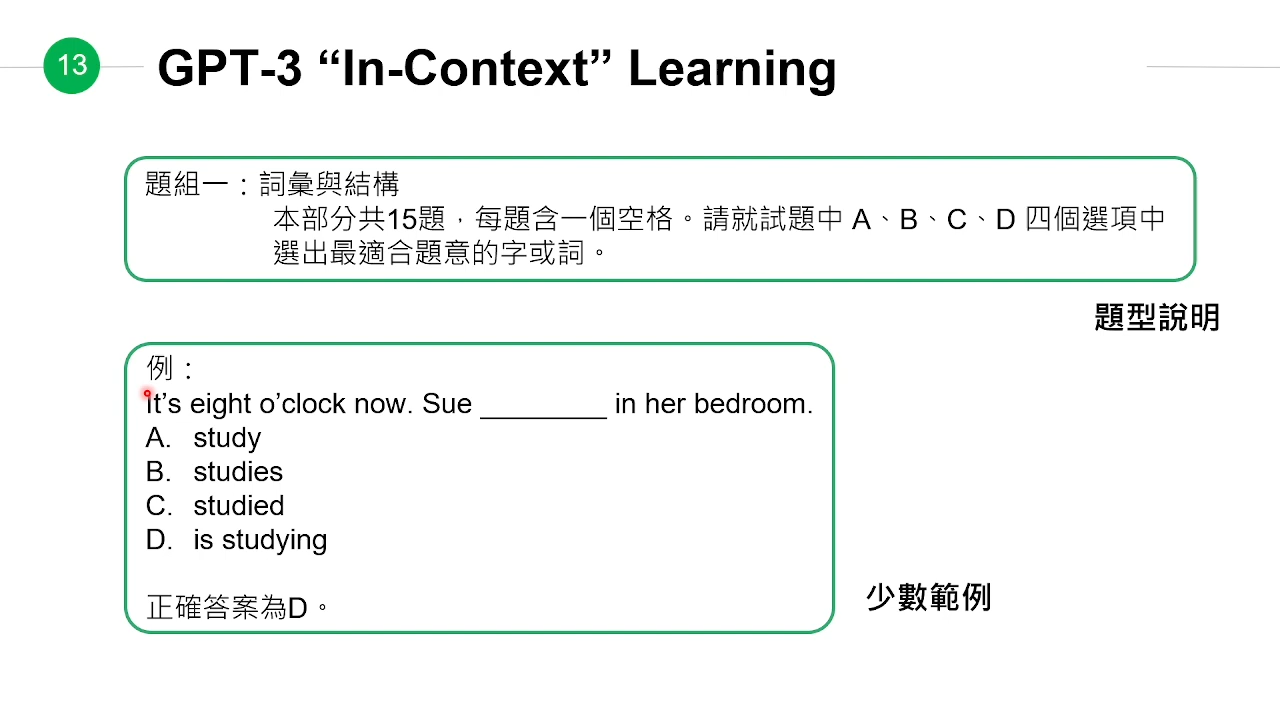 13
GPT-3 “In-Context” Learning
題組一：詞彙與結構
本部分共15題，每題含一個空格。請就試題中 A、B、C、D 四個選項中
選出最適合題意的字或詞。
題型說明
例：
It’s eight o’clock now. Sue _________ in her bedroom.
A. study
B. studies
C. studied
D. is studying
正確答案為D。
少數範例